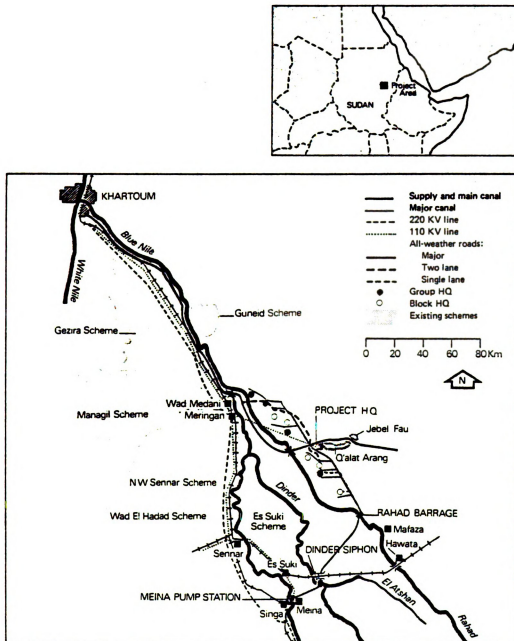 SUDAN
Project
Area
KHARTOUM
Blue Nile
White Nile
Supply and main canal
Major canal
220 KV line
110 KV line
All-weather roads:
Major
Two lane
Single lane
Group HQ
Block HQ
Existing schemes
0 20 40 60 80Km
N
Guneid Scheme
Gezira Scheme
Wad Medani
Meringan
Managil Scheme
PROJECT HQ
Jebel Fau
Q'alat Arang
Dinder
NW Sennar Scheme
Wad El Hadad Scheme
Es Suki
Scheme
RAHAD BARRAGE
Mafaza
Hawata
DINDER SIPHON
Sennar
Es Suki
El Atshan
MEINA PUMP STATION
Singa
Meina
Rahad